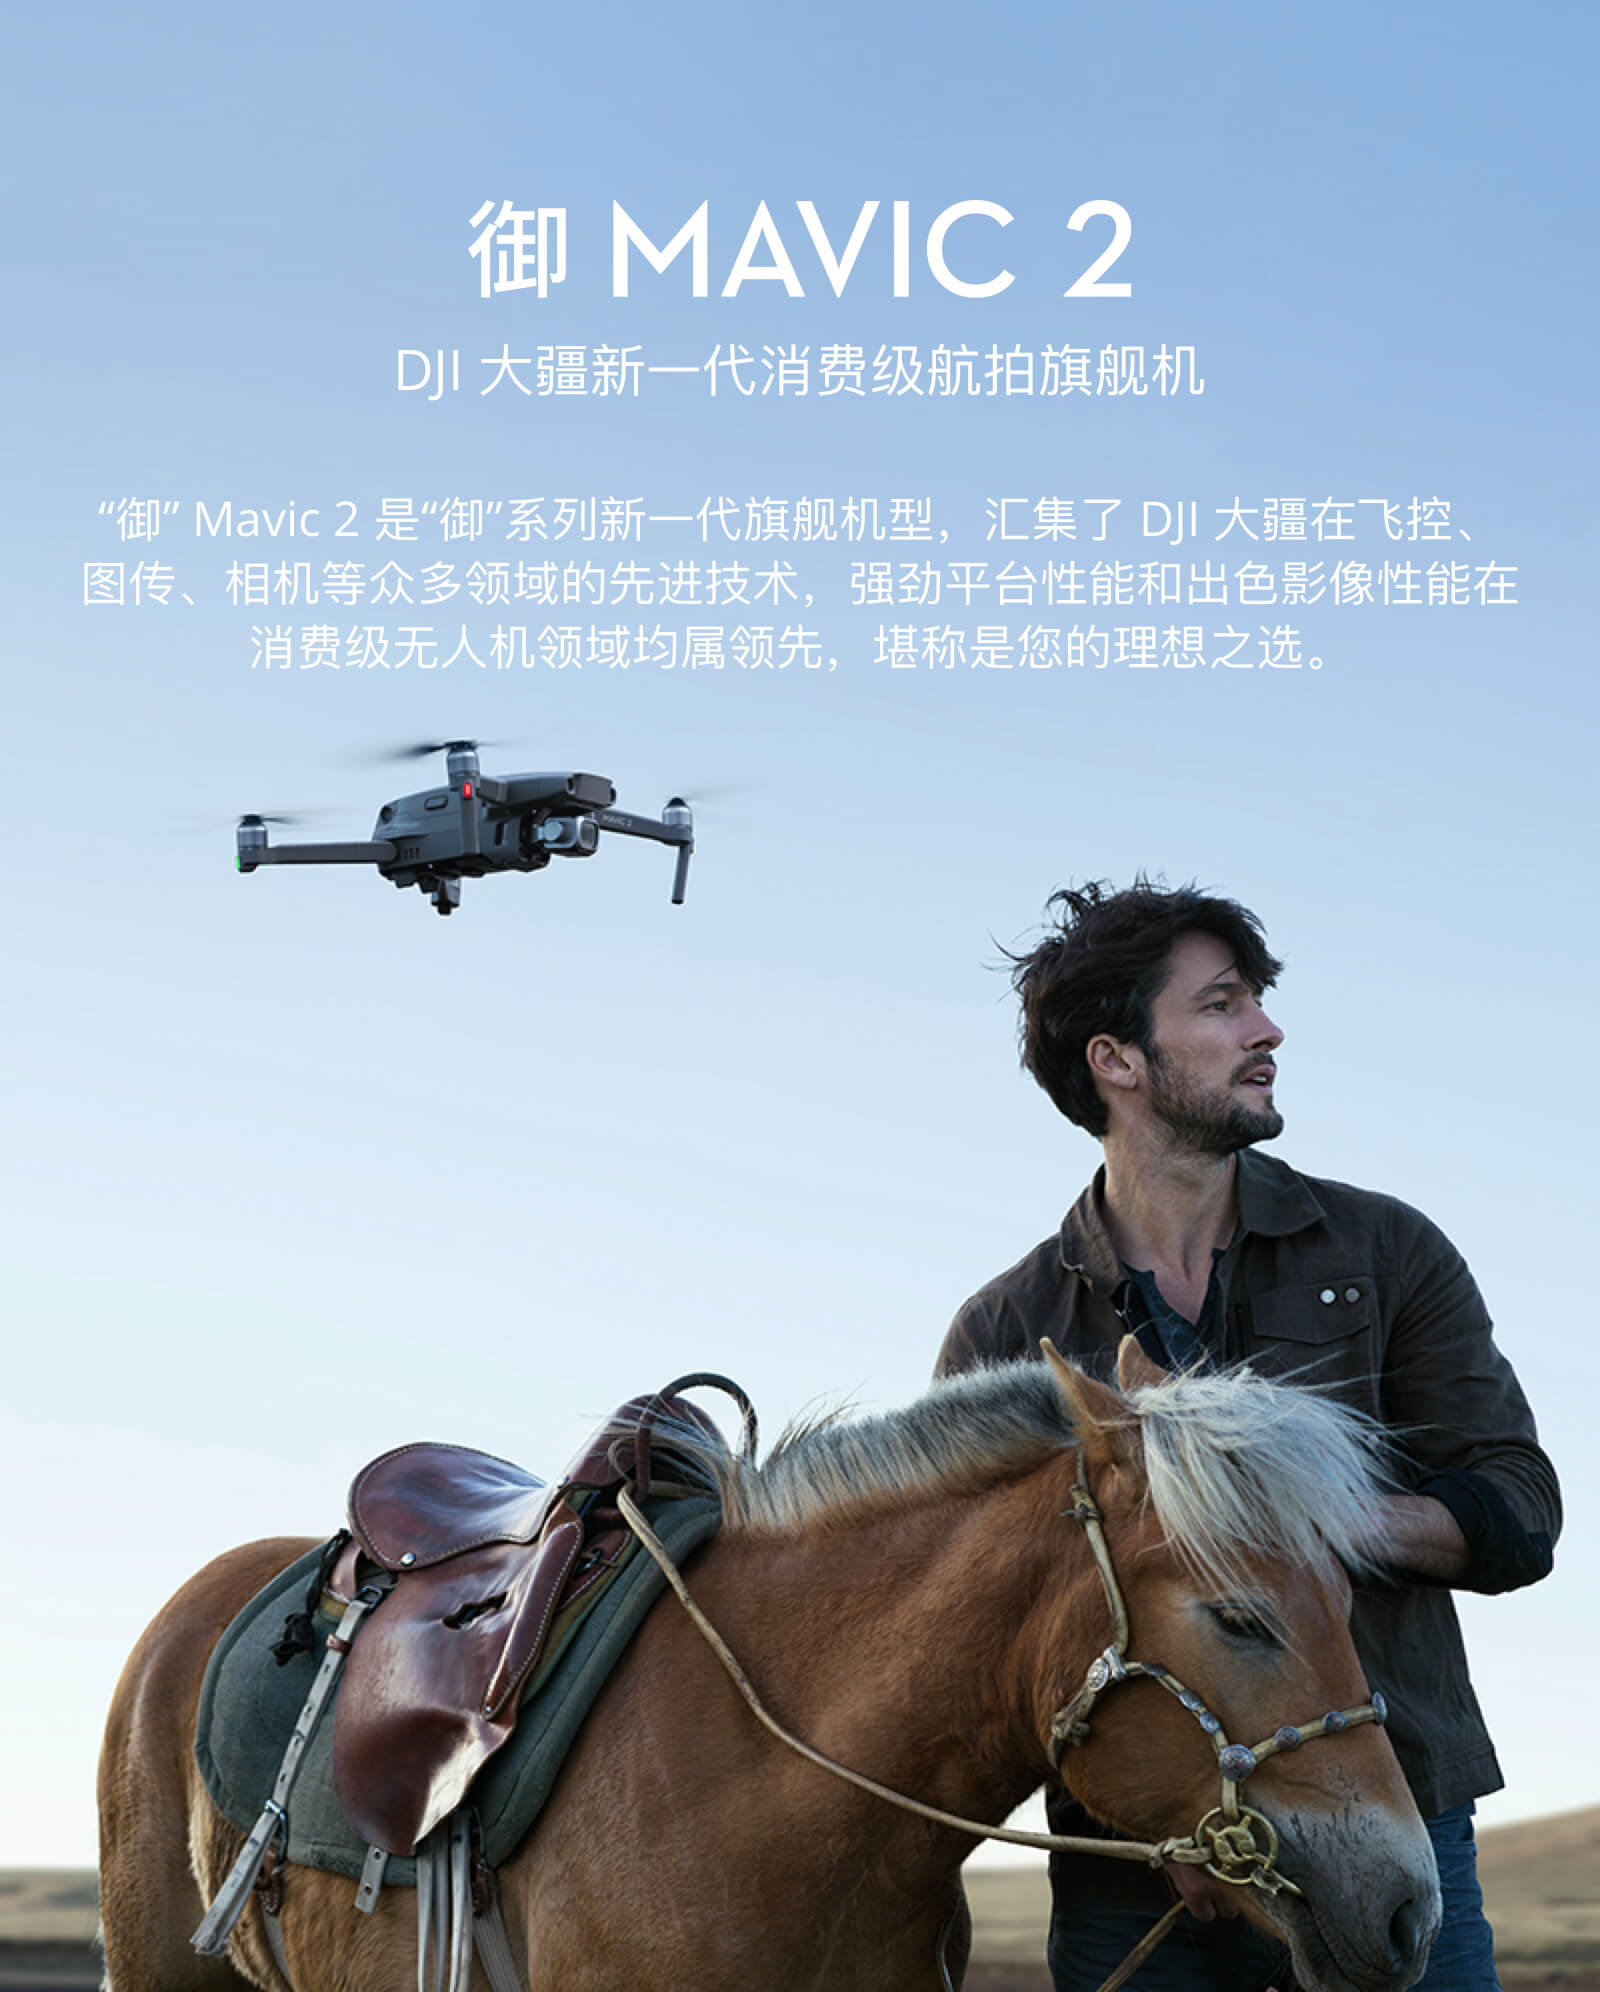 御 MAVIC 2
DJI 大疆新一代消费级航拍旗舰机
“御” Mavic 2 是“御”系列新一代旗舰机型，汇集了 DJI 大疆在飞控、
图传、相机等众多领域的先进技术，强劲平台性能和出色影像性能在
消费级无人机领域均属领先，堪称是您的理想之选。
MAVIC 2